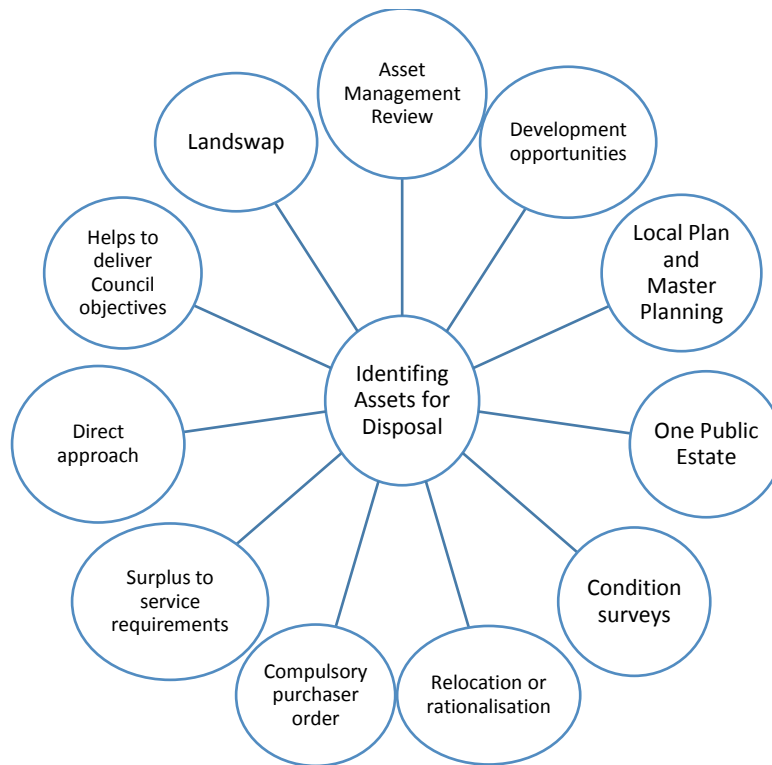 Asset
Management
Review
Development
opportunities
Local Plan
and
Master
Planning
One Public
Estate
Condition
surveys
Relocation or
rationalisation
Compulsory
purchaser
order
Surplus to
service
requirements
Direct
approach
Helps to
deliver
Council
objectives
Landswap
Identifing
Assets for
Disposal